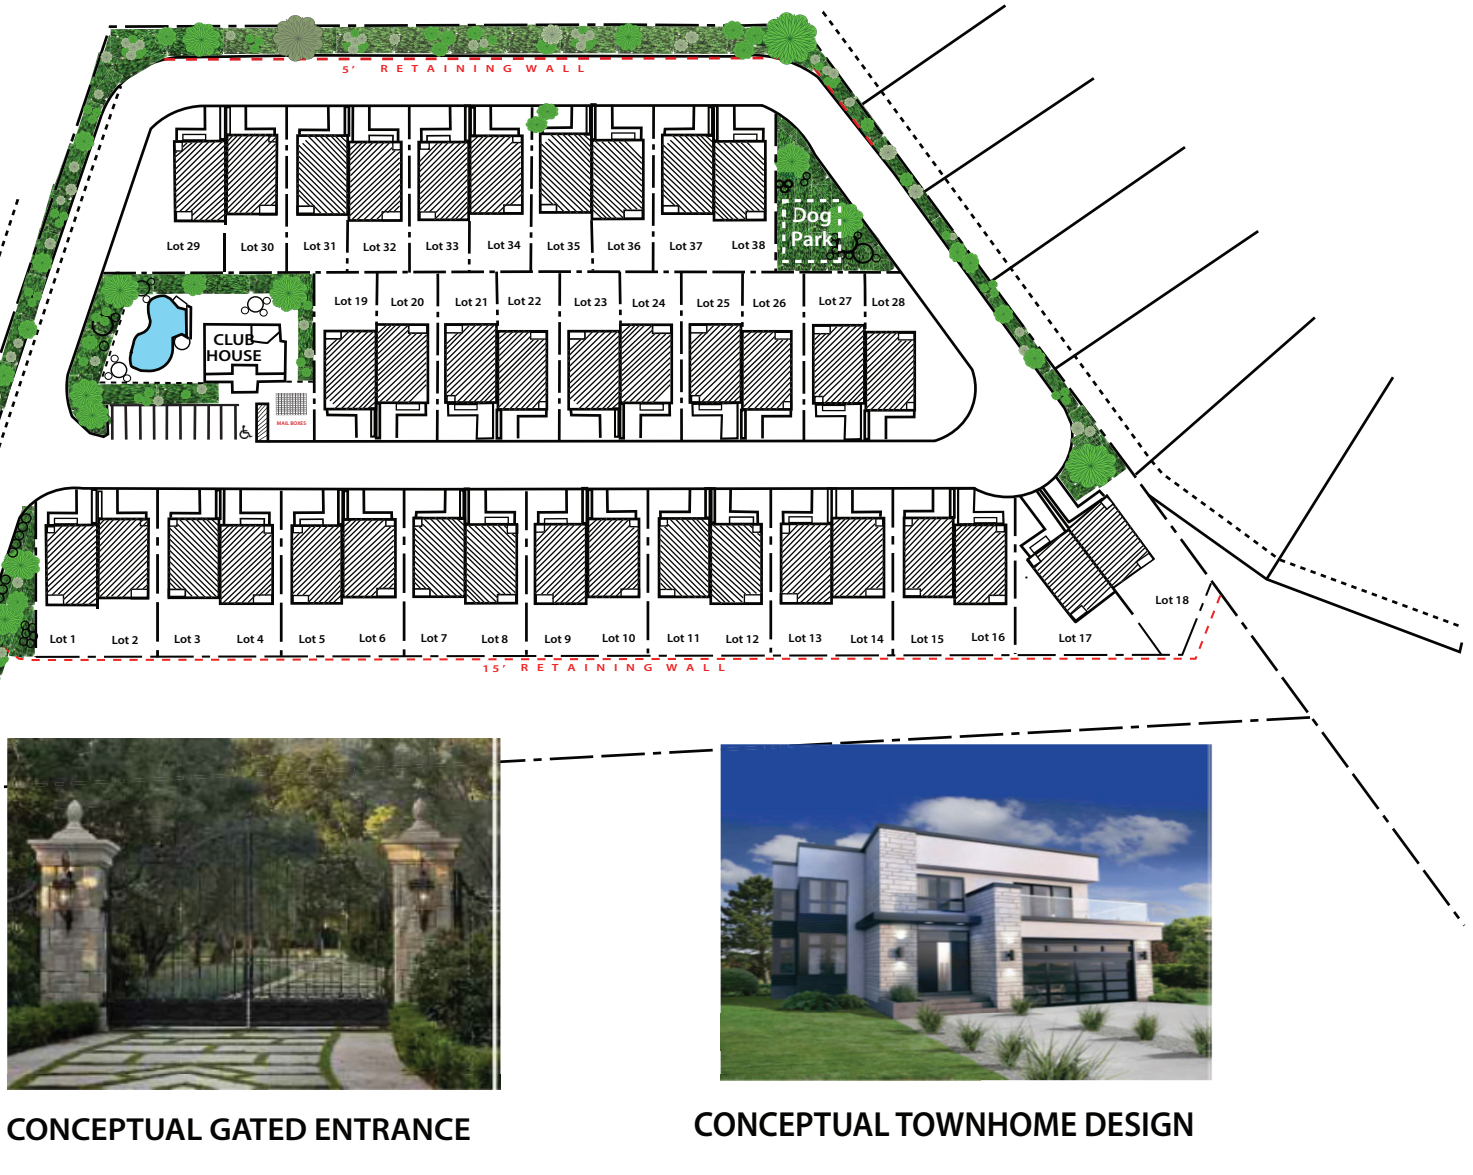 5' RETAINING WALL
Dog
Park
Lot 29
Lot 30
Lot 31
Lot 32
Lot 33
Lot 34
Lot 35
Lot 36
Lot 37
Lot 38
Lot 19
Lot 20
Lot 21
Lot 22
Lot 23
Lot 24
Lot 25
Lot 26
Lot 27
Lot 28
CLUB
HOUSE
MAIL BOXES
Lot 18
Lot 1
Lot 2
Lot 3
Lot 4
Lot 5
Lot 6
Lot 7
Lot 8
Lot 9
Lot 10
Lot 11
Lot 12
Lot 13
Lot 14
Lot 15
Lot 16
Lot 17
15' RETAINING WALL
CONCEPTUAL GATED ENTRANCE
CONCEPTUAL TOWNHOME DESIGN